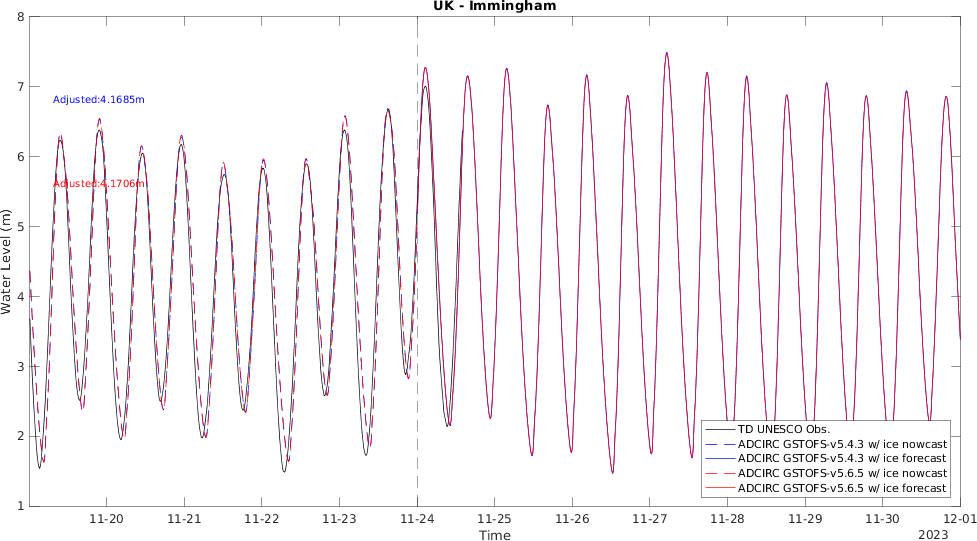 UK - Immingham
8
7
6
5
4
3
2
1
Water Level (m)
Adjusted:4.1685m
Adjusted:4.1706m
TD UNESCO Obs.
ADCIRC GSTOFS-v5.4.3 w/ ice nowcast
ADCIRC GSTOFS-v5.4.3 w/ ice forecast
ADCIRC GSTOFS-v5.6.5 w/ ice nowcast
ADCIRC GSTOFS-v5.6.5 w/ ice forecast
11-20 11-21 11-22 11-23 11-24 11-25 11-26 11-27 11-28 11-29 11-30 12-01
Time
2023